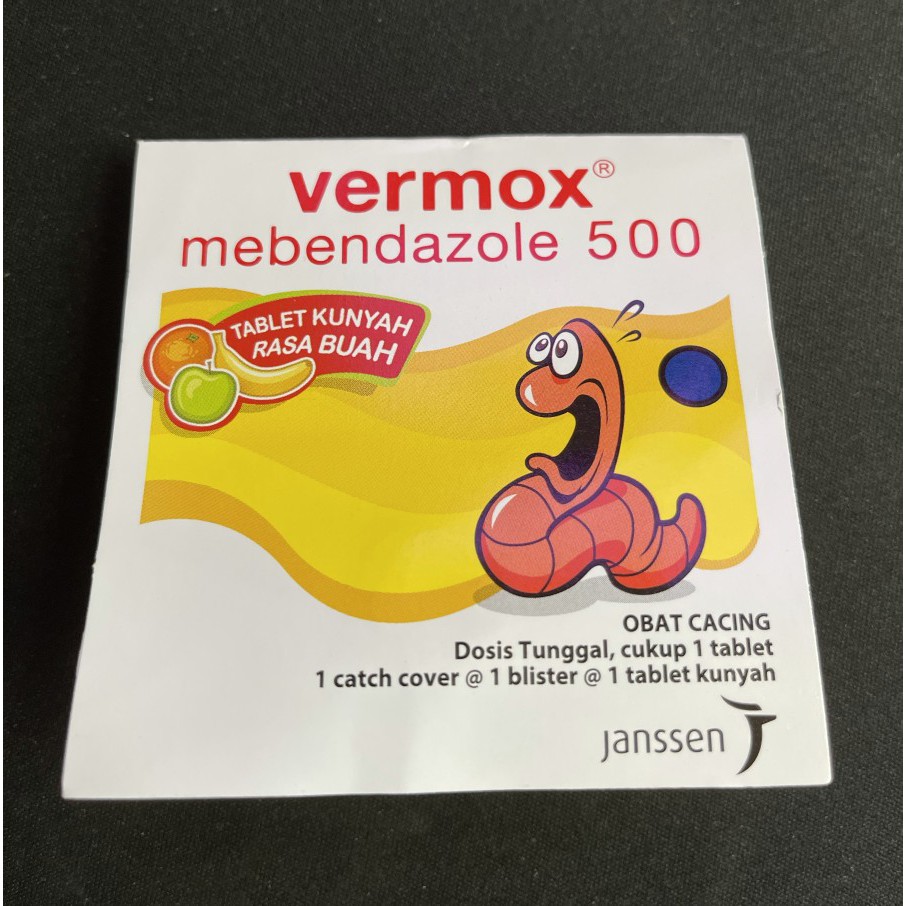 vermox®
mebendazole 500
TABLET KUNYAH
RASA BUAH
OBAT CACING
Dosis Tunggal, cukup 1 tablet
1 catch cover @ 1 blister @ 1 tablet kunyah
janssen